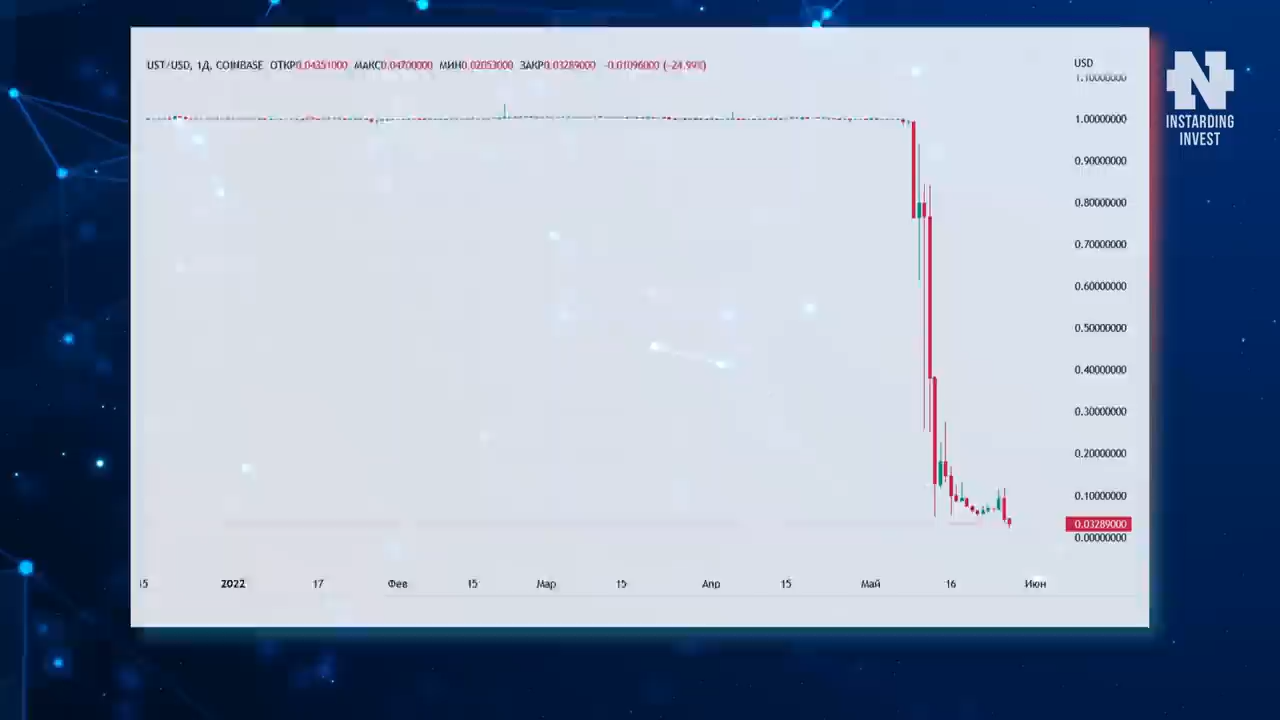 UST/USD, 1Д, COINBASE ОТКР0.04351000 МАКС0.04700000 МИН0.02053000 ЗАКР0.03289000 −0.01096000 (−24.99%)
USD
1.10000000
1.00000000
0.90000000
0.80000000
0.70000000
0.60000000
0.50000000
0.40000000
0.30000000
0.20000000
0.10000000
0.03289000
0.00000000
15 2022 17 Фев 15 Мар 15 Апр 15 Май 16 Июн
N
INSTARDING
INVEST